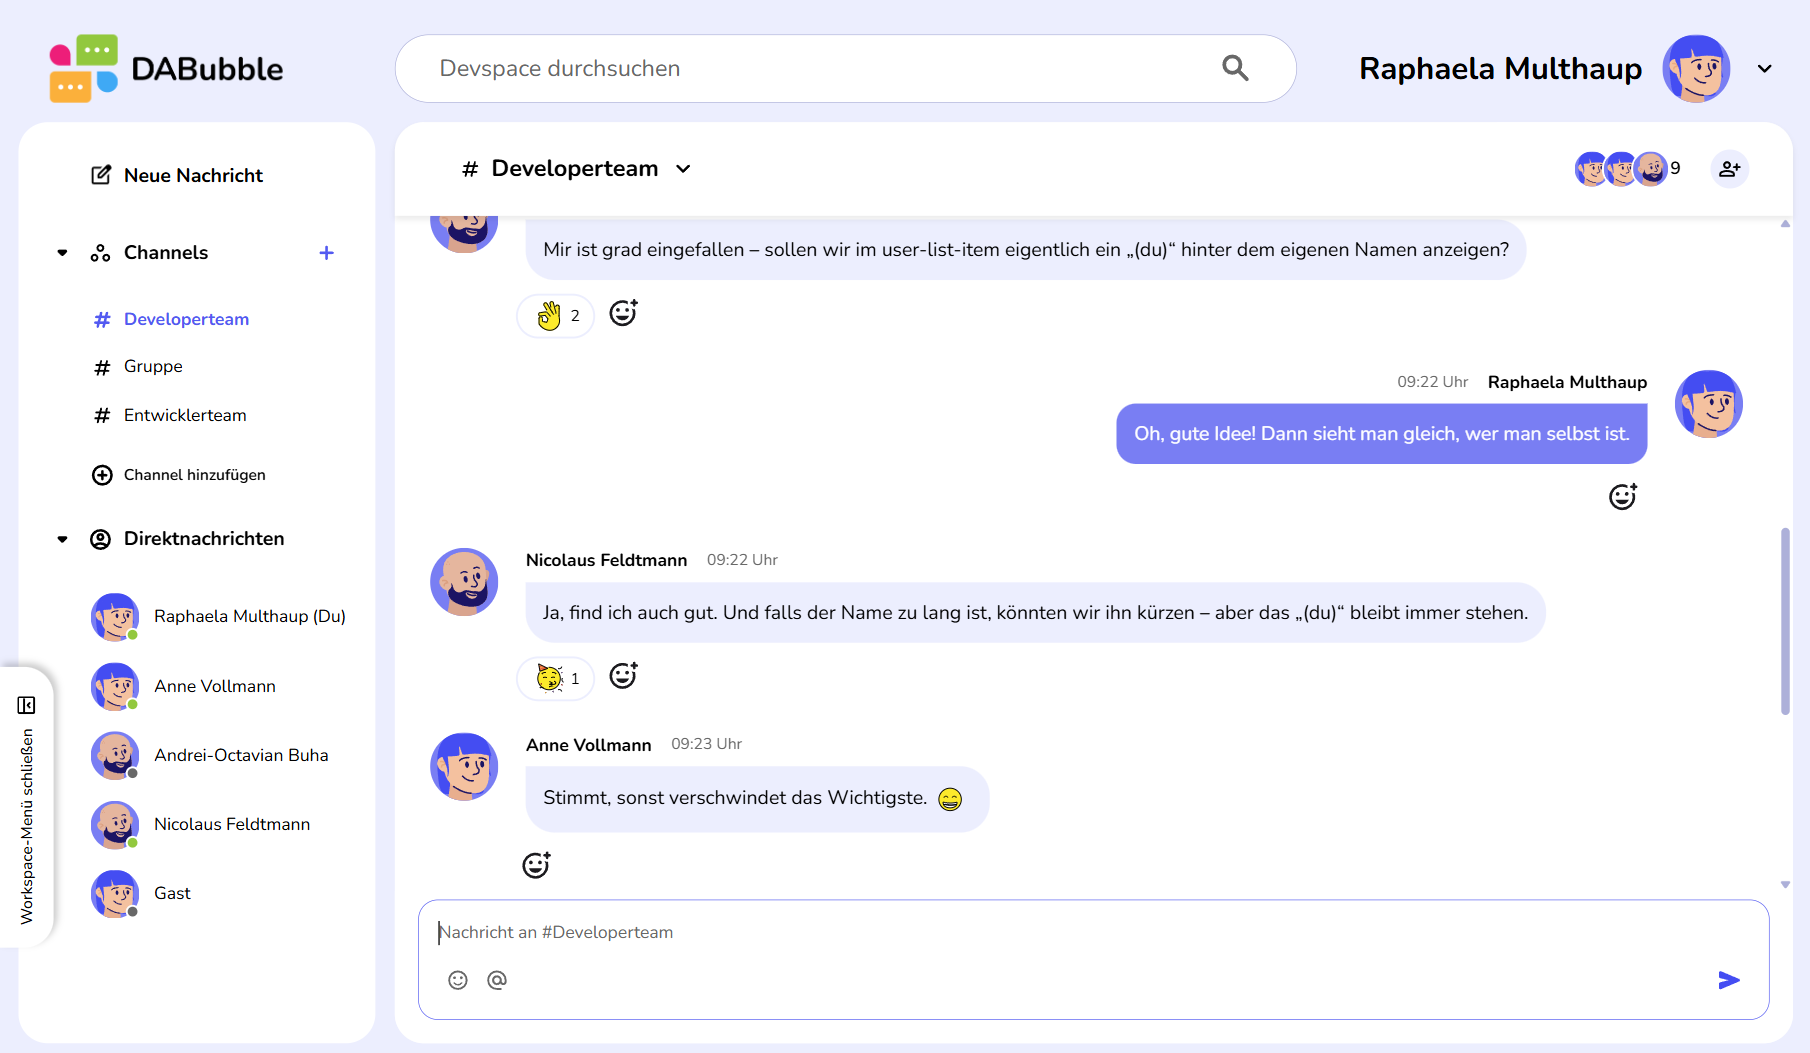 DABubble
Devspace durchsuchen
Raphaela Multhaup
Neue Nachricht
Channels
# Developerteam
# Gruppe
# Entwicklerteam
Channel hinzufügen
Direktnachrichten
Raphaela Multhaup (Du)
Anne Vollmann
Andrei-Octavian Buha
Nicolaus Feldtmann
Gast
Workspace-Menü schließen
# Developerteam
9
Mir ist grad eingefallen – sollen wir im user-list-item eigentlich ein „(du)“ hinter dem eigenen Namen anzeigen?
2
09:22 Uhr Raphaela Multhaup
Oh, gute Idee! Dann sieht man gleich, wer man selbst ist.
Nicolaus Feldtmann 09:22 Uhr
Ja, find ich auch gut. Und falls der Name zu lang ist, könnten wir ihn kürzen – aber das „(du)“ bleibt immer stehen.
1
Anne Vollmann 09:23 Uhr
Stimmt, sonst verschwindet das Wichtigste. 😄
Nachricht an #Developerteam
@